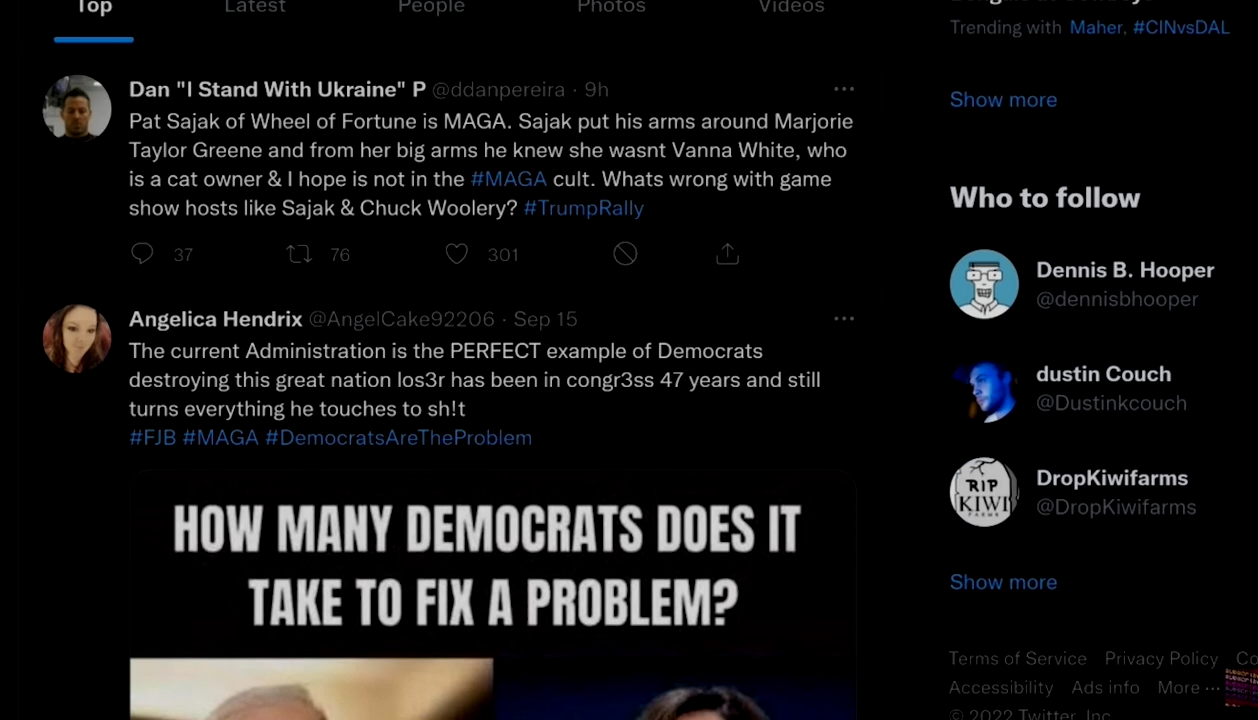 Top
Latest
People
Photos
Videos
Trending with Maher, #CINvsDAL
Show more
Dan "I Stand With Ukraine" P @ddanpereira · 9h
Pat Sajak of Wheel of Fortune is MAGA. Sajak put his arms around Marjorie
Taylor Greene and from her big arms he knew she wasnt Vanna White, who
is a cat owner & I hope is not in the #MAGA cult. Whats wrong with game
show hosts like Sajak & Chuck Woolery? #TrumpRally
37
76
301
Angelica Hendrix @AngelCake92206 · Sep 15
The current Administration is the PERFECT example of Democrats
destroying this great nation los3r has been in congr3ss 47 years and still
turns everything he touches to sh!t
#FJB #MAGA #DemocratsAreTheProblem
HOW MANY DEMOCRATS DOES IT
TAKE TO FIX A PROBLEM?
Who to follow
Dennis B. Hooper
@dennisbhooper
dustin Couch
@Dustinkcouch
RIP
KIWI
FARMS
DropKiwifarms
@DropKiwifarms
Show more
Terms of Service Privacy Policy Co
Accessibility Ads info More ···
© 2022 Twitter, Inc.